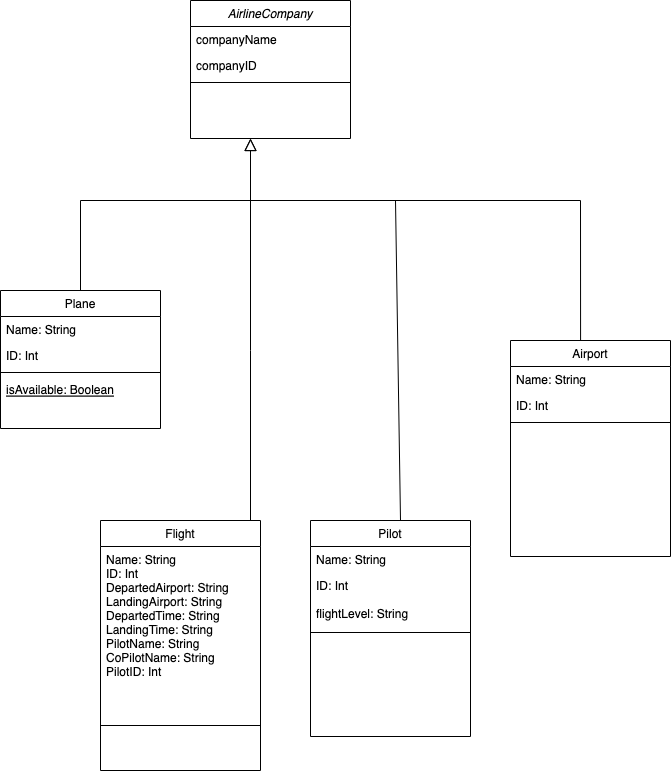 AirlineCompany
companyName
companyID
Plane
Name: String
ID: Int
isAvailable: Boolean
Airport
Name: String
ID: Int
Flight
Name: String
ID: Int
DepartedAirport: String
LandingAirport: String
DepartedTime: String
LandingTime: String
PilotName: String
CoPilotName: String
PilotID: Int
Pilot
Name: String
ID: Int
flightLevel: String